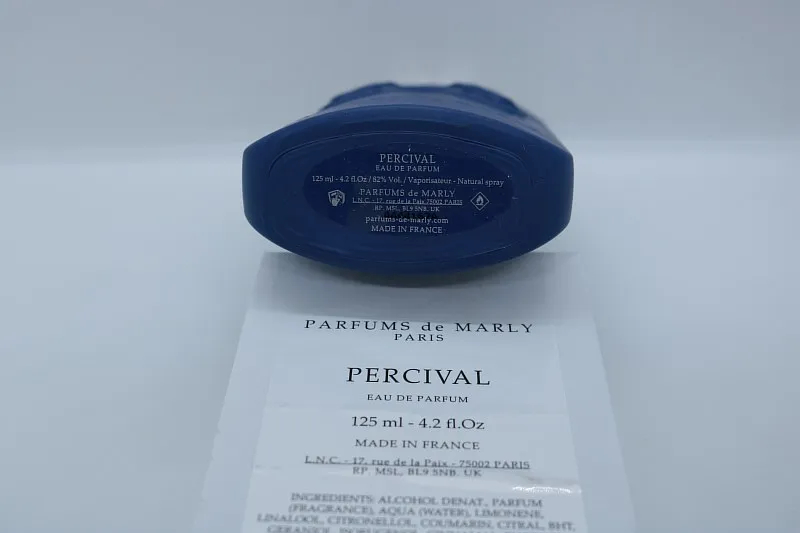 PERCIVAL
EAU DE PARFUM
125 ml - 4.2 fl.Oz / 82% Vol. / Vaporisateur - Natural spray
PARFUMS de MARLY
L.N.C. - 17, rue de la Paix 75002 PARIS
RP. MSL, BL9 5NB, UK
parfums-de-marly.com
MADE IN FRANCE
PARFUMS de MARLY
PARIS
PERCIVAL
EAU DE PARFUM
125 ml - 4.2 fl.Oz
MADE IN FRANCE
L.N.C. - 17, rue de la Paix - 75002 PARIS
RP. MSL, BL9 5NB. UK
INGREDIENTS: ALCOHOL DENAT., PARFUM
(FRAGRANCE), AQUA (WATER), LIMONENE,
LINALOOL, CITRONELLOL, COUMARIN, CITRAL, BHT,